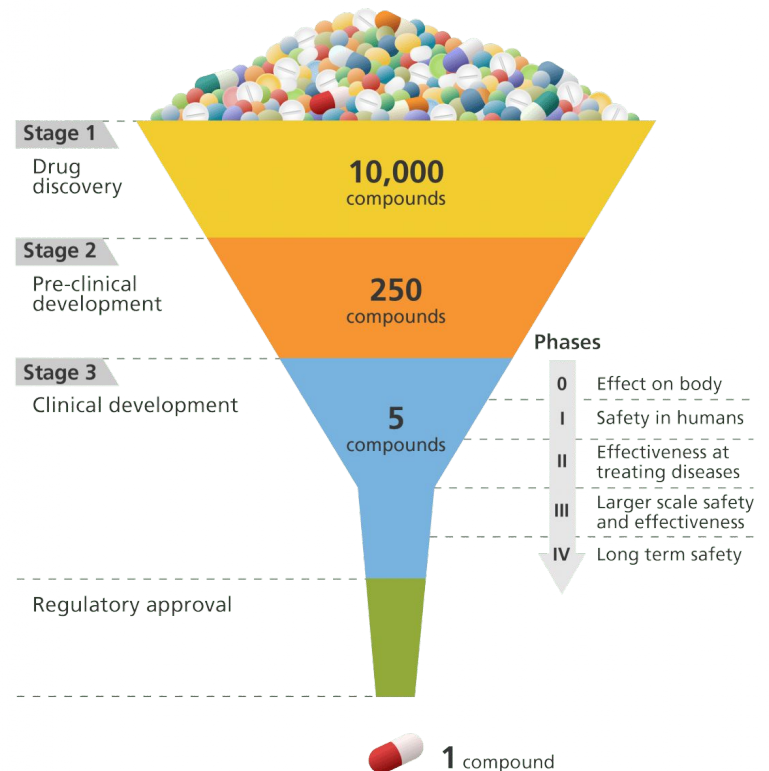 Stage 1
Drug
discovery
10,000
compounds
Stage 2
Pre-clinical
development
250
compounds
Stage 3
Clinical development
5
compounds
Phases
0 Effect on body
I Safety in humans
II Effectiveness at
treating diseases
III Larger scale safety
and effectiveness
IV Long term safety
Regulatory approval
1 compound